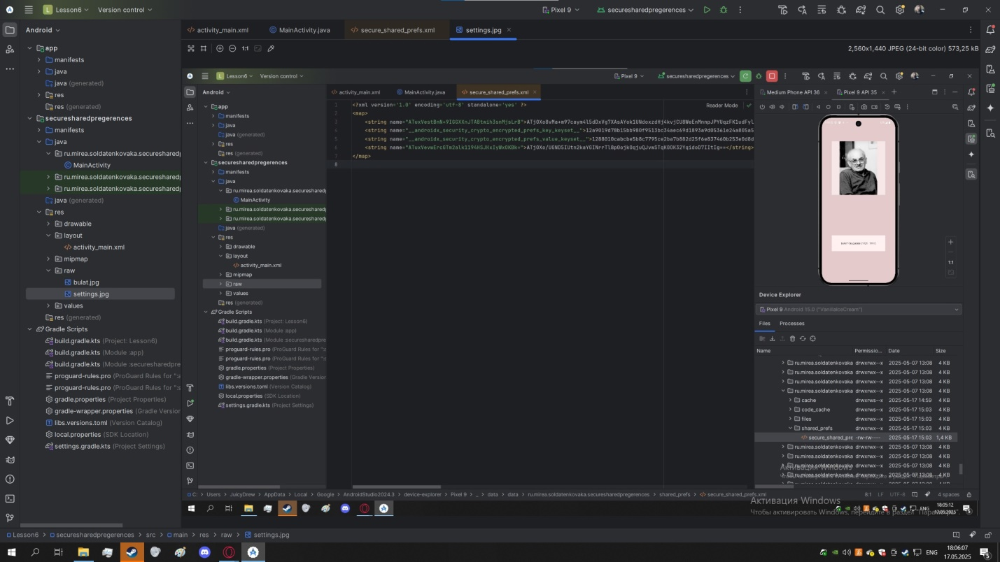 Lesson6 Version control Pixel 9 securesharedpregerences
Android
activity_main.xml MainActivity.java secure_shared_prefs.xml settings.jpg
1:1 2,560x1,440 JPEG (24-bit color) 573,25 kB
app
manifests
java
java (generated)
res
res (generated)
securesharedpregerences
manifests
java
ru.mirea.soldatenkovaka.securesharedp
MainActivity
ru.mirea.soldatenkovaka.securesharedp
ru.mirea.soldatenkovaka.securesharedp
java (generated)
res
drawable
layout
activity_main.xml
mipmap
raw
bulat.jpg
settings.jpg
values
res (generated)
Gradle Scripts
build.gradle.kts (Project: Lesson6)
build.gradle.kts (Module :app)
build.gradle.kts (Module :securesharedpre
proguard-rules.pro (ProGuard Rules for ":a
proguard-rules.pro (ProGuard Rules for ":s
gradle.properties (Project Properties)
gradle-wrapper.properties (Gradle Version
libs.versions.toml (Version Catalog)
local.properties (SDK Location)
settings.gradle.kts (Project Settings)
Lesson6 Version control Pixel 9 securesharedpregerences
Android
activity_main.xml MainActivity.java secure_shared_prefs.xml
app
manifests
java
java (generated)
res
res (generated)
securesharedpregerences
manifests
java
ru.mirea.soldatenkovaka.securesharedp
MainActivity
ru.mirea.soldatenkovaka.securesharedp
ru.mirea.soldatenkovaka.securesharedp
java (generated)
res
drawable
layout
activity_main.xml
mipmap
raw
values
res (generated)
Gradle Scripts
build.gradle.kts (Project: Lesson6)
build.gradle.kts (Module :app)
build.gradle.kts (Module :securesharedpre
proguard-rules.pro (ProGuard Rules for ":a
proguard-rules.pro (ProGuard Rules for ":s
gradle.properties (Project Properties)
gradle-wrapper.properties (Gradle Version
libs.versions.toml (Version Catalog)
local.properties (SDK Location)
settings.gradle.kts (Project Settings)
Reader Mode
1 <?xml version='1.0' encoding='utf-8' standalone='yes' ?>
2 <map>
3 <string name=
4 <string name="__androidx_security_crypto_encrypted_prefs_key_keyset__">
5 <string name="__androidx_security_crypto_encrypted_prefs_value_keyset__">
6 <string name= </string>
7 </map>
8
Medium Phone API 36 Pixel 9 API 35
1:1
Device Explorer
Pixel 9 Android 15.0 ("VanillaIceCream")
Files Processes
Name Permissio... Date Size
ru.mirea.soldatenkovaka drwxrwx--x 2025-05-07 13:08 4 KB
ru.mirea.soldatenkovaka drwxrwx--x 2025-05-07 13:08 4 KB
ru.mirea.soldatenkovaka drwxrwx--x 2025-05-07 13:08 4 KB
ru.mirea.soldatenkovaka drwxrwx--x 2025-05-07 13:08 4 KB
cache drwxrws--x 2025-05-17 14:59 4 KB
code_cache drwxrws--x 2025-05-17 15:03 4 KB
files drwxrwx--x 2025-05-17 15:03 4 KB
shared_prefs drwxrwx--x 2025-05-17 15:03 4 KB
secure_shared_pre -rw-rw---- 2025-05-17 15:03 1,4 KB
ru.mirea.soldatenkovaka drwxrwx--x 2025-05-07 13:08 4 KB
ru.mirea.soldatenkovaka drwxrwx--x 2025-05-07 13:08 4 KB
ru.mirea.soldatenkovaka drwxrwx--x 2025-05-07 13:08 4 KB
ru.mirea.soldatenkovaka drwxrwx--x 2025-05-07 13:08 4 KB
Активация Windows
C: Users JuicyDrew AppData Local Google AndroidStudio2024.3 device-explorer Pixel 9 _ data data ru.mirea.soldatenkovaka.securesharedpregerences shared_prefs secure_shared_prefs.xml 8:1 LF UTF-8 4 spaces
Активация Windows
Чтобы активировать Windows, перейдите в раздел "Параметры".
ENG 18:05:12
17.05.2025
Lesson6 securesharedpregerences src main res raw settings.jpg
ENG 18:06:07
17.05.2025 5